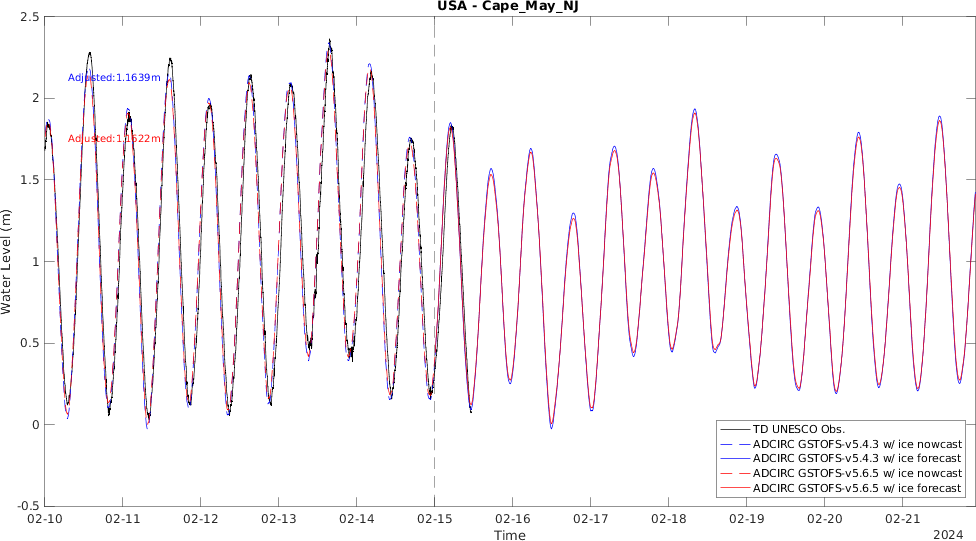 USA - Cape_May_NJ
2.5
2
1.5
1
0.5
0
-0.5
Water Level (m)
Adjusted:1.1639m
Adjusted:1.1622m
TD UNESCO Obs.
ADCIRC GSTOFS-v5.4.3 w/ ice nowcast
ADCIRC GSTOFS-v5.4.3 w/ ice forecast
ADCIRC GSTOFS-v5.6.5 w/ ice nowcast
ADCIRC GSTOFS-v5.6.5 w/ ice forecast
02-10 02-11 02-12 02-13 02-14 02-15 02-16 02-17 02-18 02-19 02-20 02-21
Time
2024